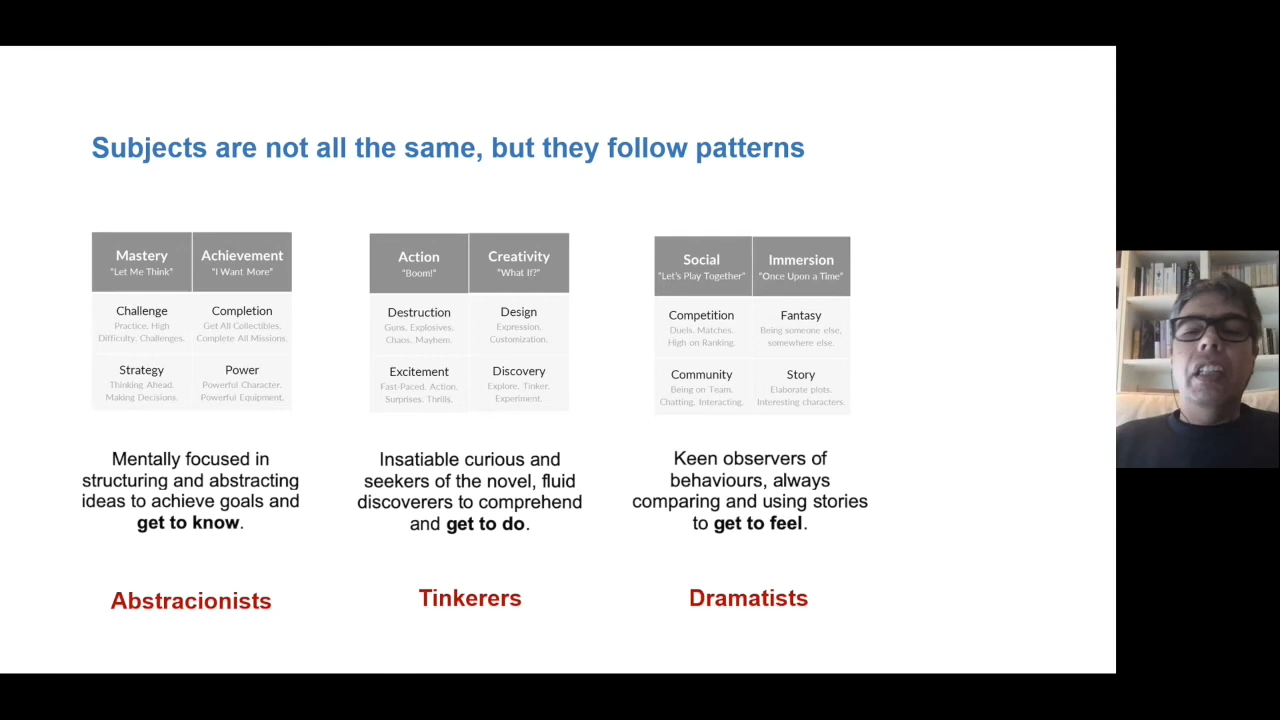 Subjects are not all the same, but they follow patterns
Mastery
"Let Me Think"
Achievement
"I Want More"
Challenge
Practice. High
Difficulty. Challenges.
Completion
Get All Collectibles.
Complete All Missions.
Strategy
Thinking Ahead.
Making Decisions.
Power
Powerful Character.
Powerful Equipment.
Mentally focused in
structuring and abstracting
ideas to achieve goals and
get to know.
Abstracionists
Action
"Boom!"
Creativity
"What If?"
Destruction
Guns. Explosives.
Chaos. Mayhem.
Design
Expression.
Customization.
Excitement
Fast-Paced. Action.
Surprises. Thrills.
Discovery
Explore. Tinker.
Experiment.
Insatiable curious and
seekers of the novel, fluid
discoverers to comprehend
and get to do.
Tinkerers
Social
"Let's Play Together"
Immersion
"Once Upon a Time"
Competition
Duels. Matches.
High on Ranking.
Fantasy
Being someone else,
somewhere else.
Community
Being on Team.
Chatting. Interacting.
Story
Elaborate plots.
Interesting characters.
Keen observers of
behaviours, always
comparing and using stories
to get to feel.
Dramatists